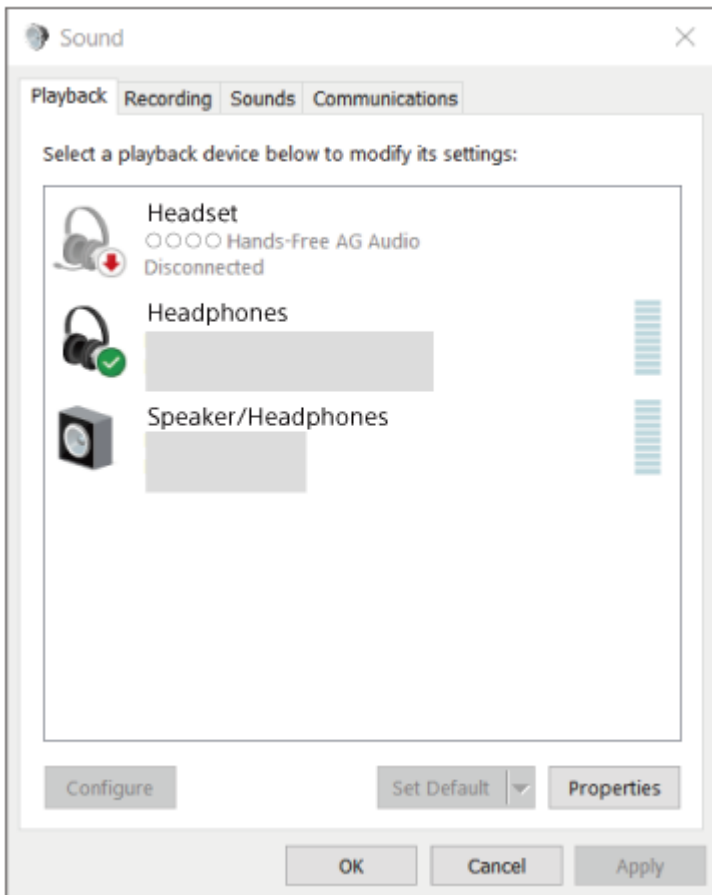 Sound
Playback Recording Sounds Communications
Select a playback device below to modify its settings:
Headset
○○○○ Hands-Free AG Audio
Disconnected
Headphones
Speaker/Headphones
Configure Set Default Properties
OK Cancel Apply